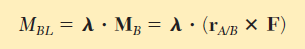 M_BL = λ · M_B = λ · (r_A/B × F)